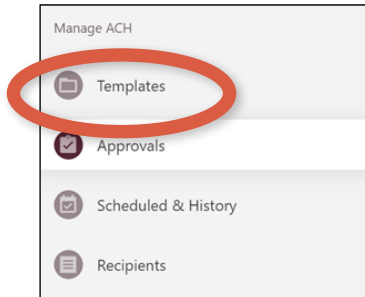 Manage ACH
Templates
Approvals
Scheduled & History
Recipients